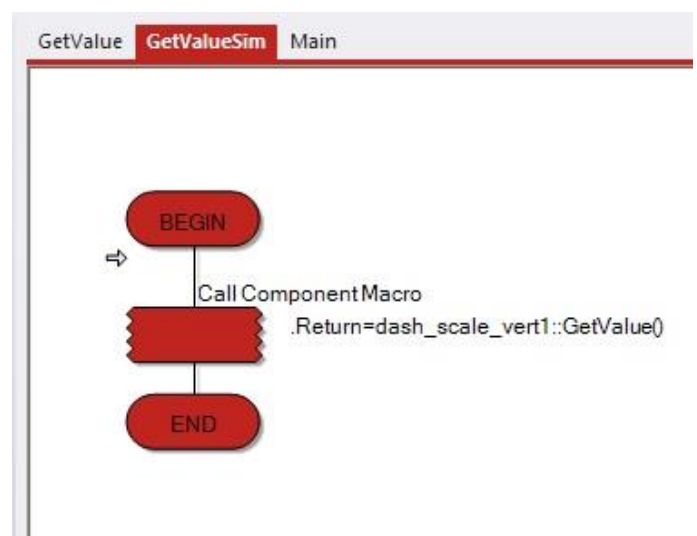 GetValue GetValueSim Main
BEGIN
Call Component Macro
.Return=dash_scale_vert1::GetValue()
END